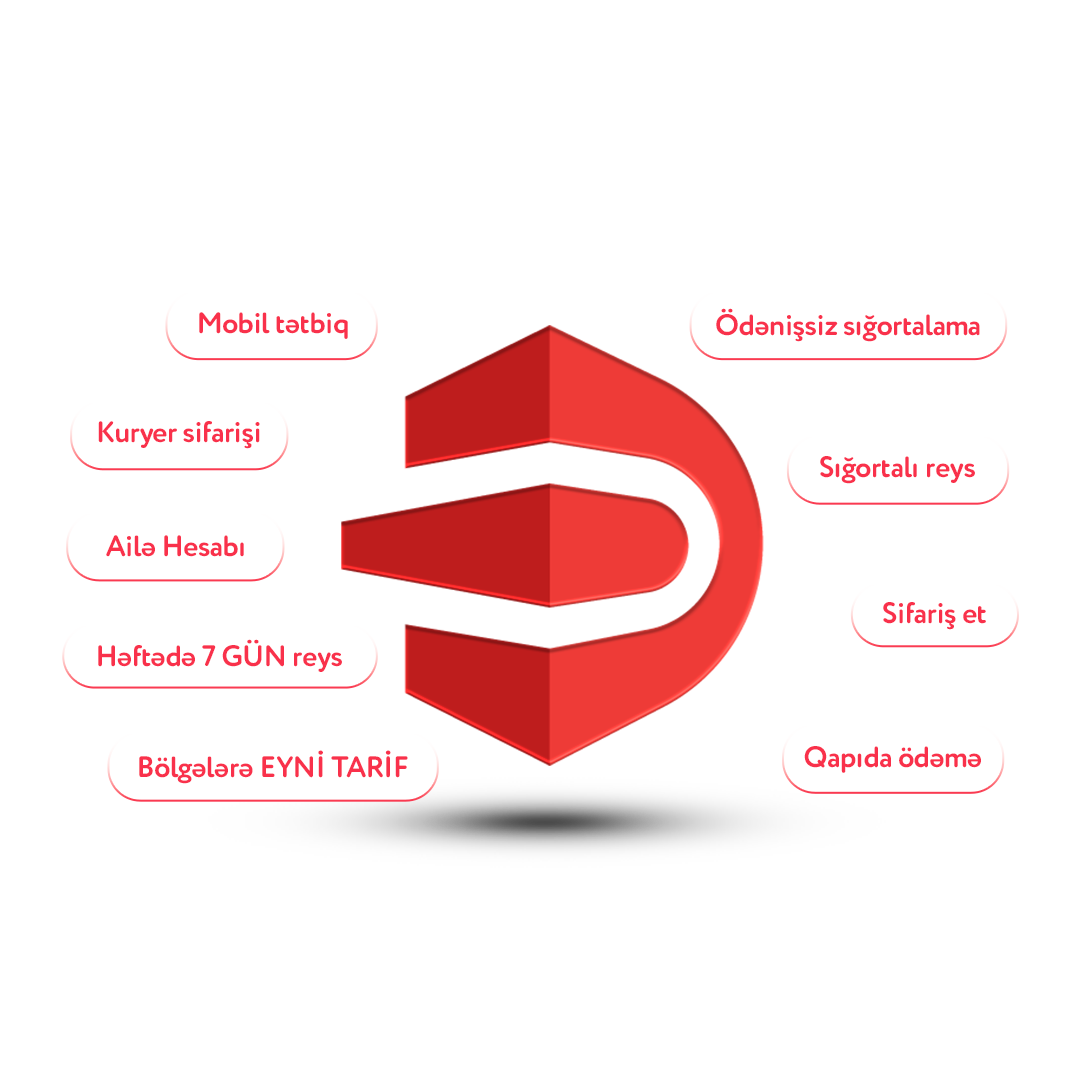 Mobil tətbiq
Ödənişsiz sığortalama
Kuryer sifarişi
Sığortalı reys
Ailə Hesabı
Sifariş et
Həftədə 7 GÜN reys
Qapıda ödəmə
Bölgələrə EYNİ TARİF